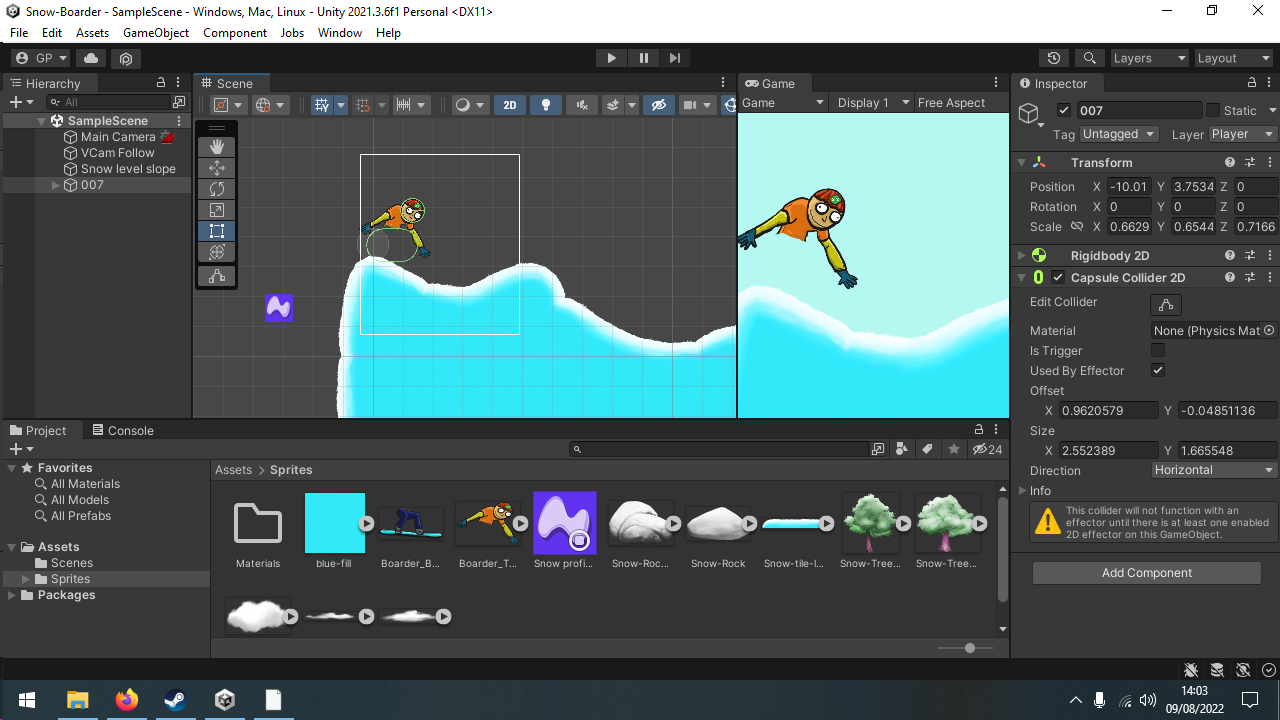 Snow-Boarder - SampleScene - Windows, Mac, Linux - Unity 2021.3.6f1 Personal <DX11>
File Edit Assets GameObject Component Jobs Window Help
GP Layers Layout
Hierarchy
All
SampleScene
Main Camera
VCam Follow
Snow level slope
007
Scene
2D
Game
Game Display 1 Free Aspect
Inspector
007 Static
Tag Untagged Layer Player
Transform
Position X -10.01 Y 3.7534 Z 0
Rotation X 0 Y 0 Z 0
Scale X 0.6629 Y 0.6544 Z 0.7166
Rigidbody 2D
Capsule Collider 2D
Edit Collider
Material None (Physics Mat
Is Trigger
Used By Effector
Offset
X 0.9620579 Y -0.04851136
Size
X 2.552389 Y 1.665548
Direction Horizontal
Info
This collider will not function with an
effector until there is at least one enabled
2D effector on this GameObject.
Add Component
Project Console
24
Favorites
All Materials
All Models
All Prefabs
Assets
Scenes
Sprites
Packages
Assets > Sprites
Materials blue-fill Boarder_B... Boarder_T... Snow profi... Snow-Roc... Snow-Rock Snow-tile-l... Snow-Tree... Snow-Tree...
14:03
09/08/2022